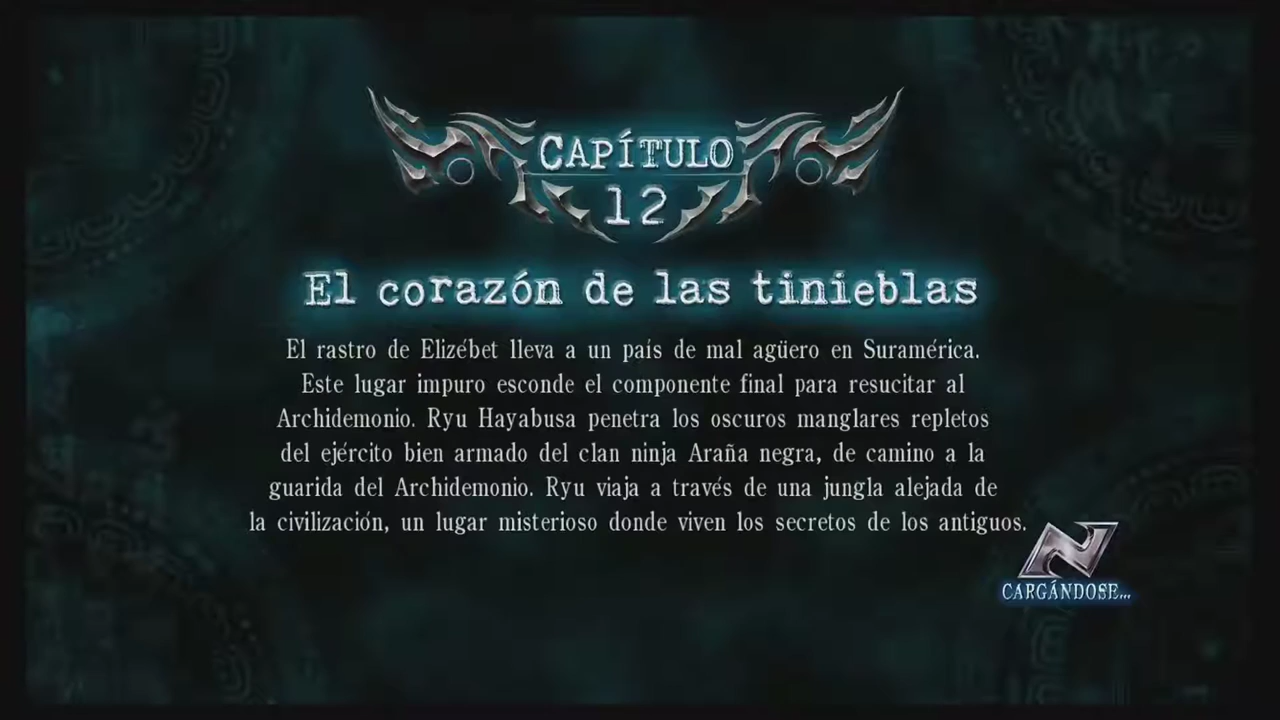 CAPÍTULO
12
El corazón de las tinieblas
El rastro de Elizébet lleva a un país de mal agüero en Suramérica.
Este lugar impuro esconde el componente final para resucitar al
Archidemonio. Ryu Hayabusa penetra los oscuros manglares repletos
del ejército bien armado del clan ninja Araña negra, de camino a la
guarida del Archidemonio. Ryu viaja a través de una jungla alejada de
la civilización, un lugar misterioso donde viven los secretos de los antiguos.
CARGÁNDOSE...